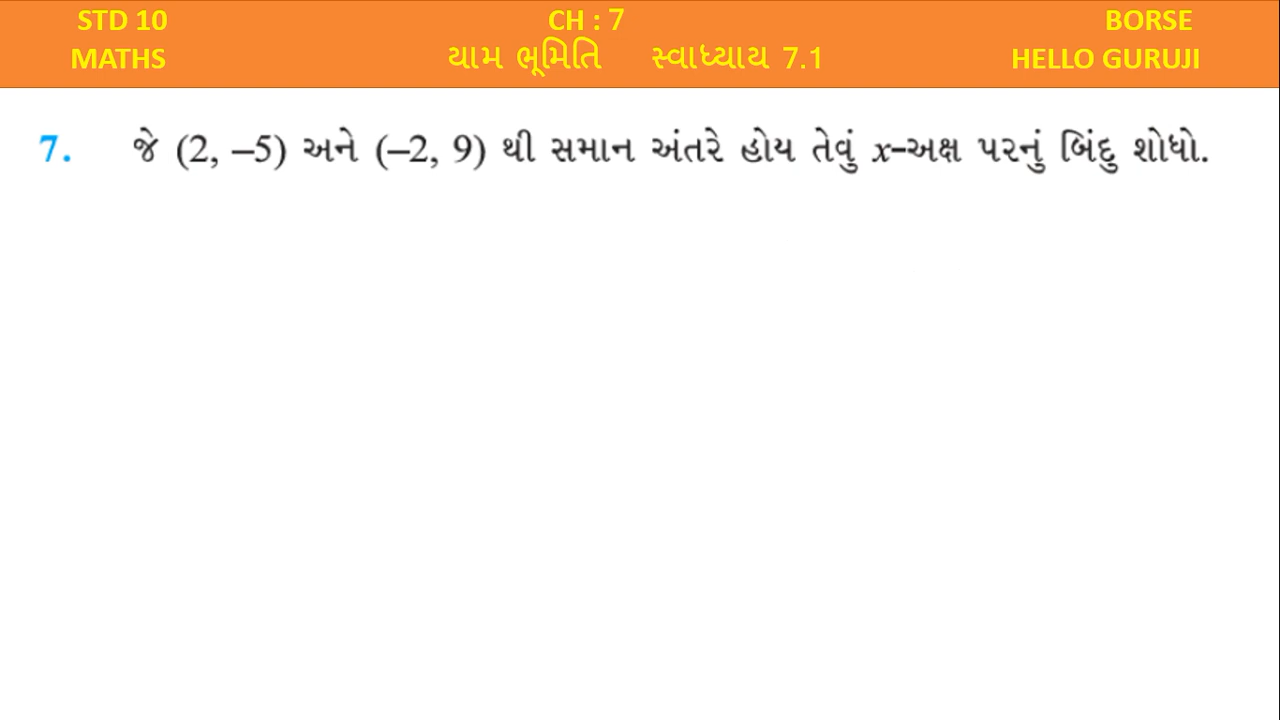 STD 10 CH : 7 BORSE
MATHS યામ ભૂમિતિ સ્વાધ્યાય 7.1 HELLO GURUJI
7. જે (2, –5) અને (–2, 9) થી સમાન અંતરે હોય તેવું x-અક્ષ પરનું બિંદુ શોધો.